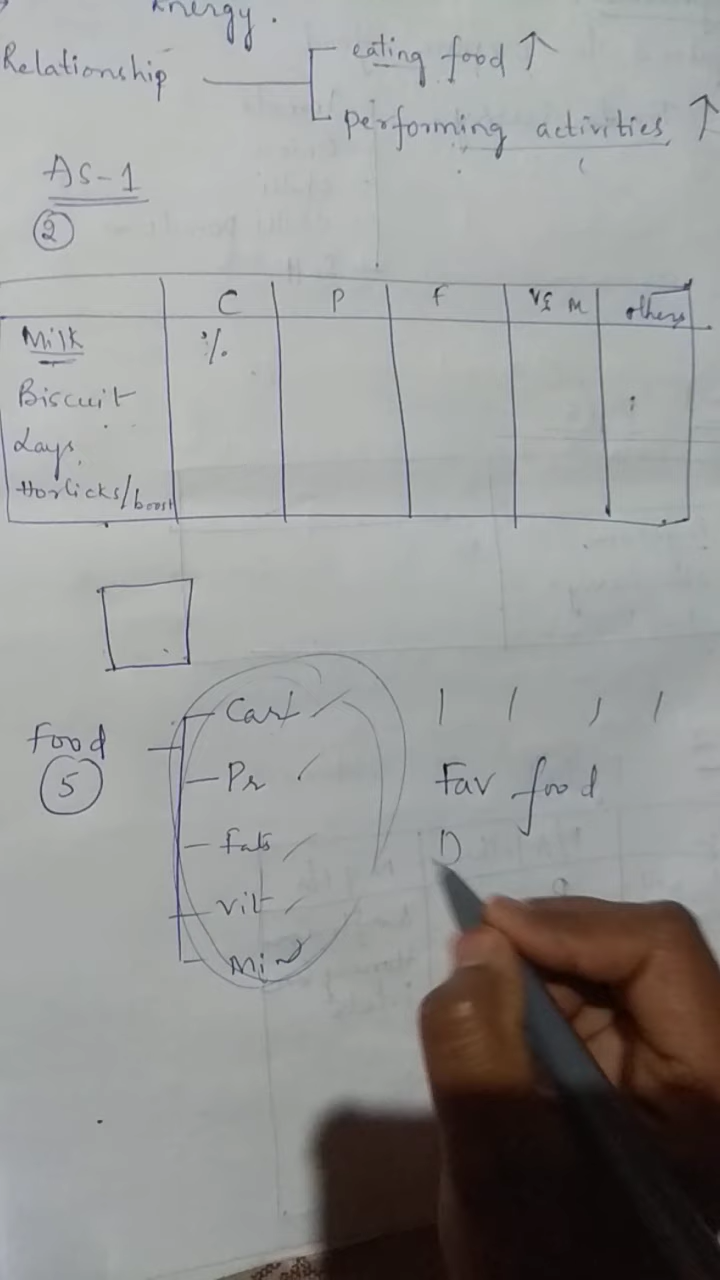 Energy.
Relationship
eating food ↑
performing activities, ↑
AS-1
2
C P F V& M others
Milk %
Biscuit
Lays
Horlicks/boost
Food
5
Carb
Pr
fats
vit
Min
Fav food
D